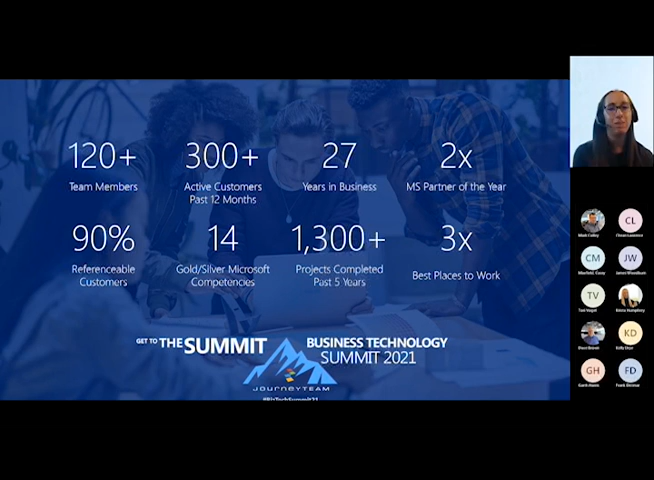 120+
Team Members
300+
Active Customers
Past 12 Months
27
Years in Business
2x
MS Partner of the Year
90%
Referenceable
Customers
14
Gold/Silver Microsoft
Competencies
1,300+
Projects Completed
Past 5 Years
3x
Best Places to Work
GET TO THE SUMMIT
BUSINESS TECHNOLOGY
SUMMIT 2021
JOURNEYTEAM
#BizTechSummit21
CL
CM
JW
TV
KD
GH
FD